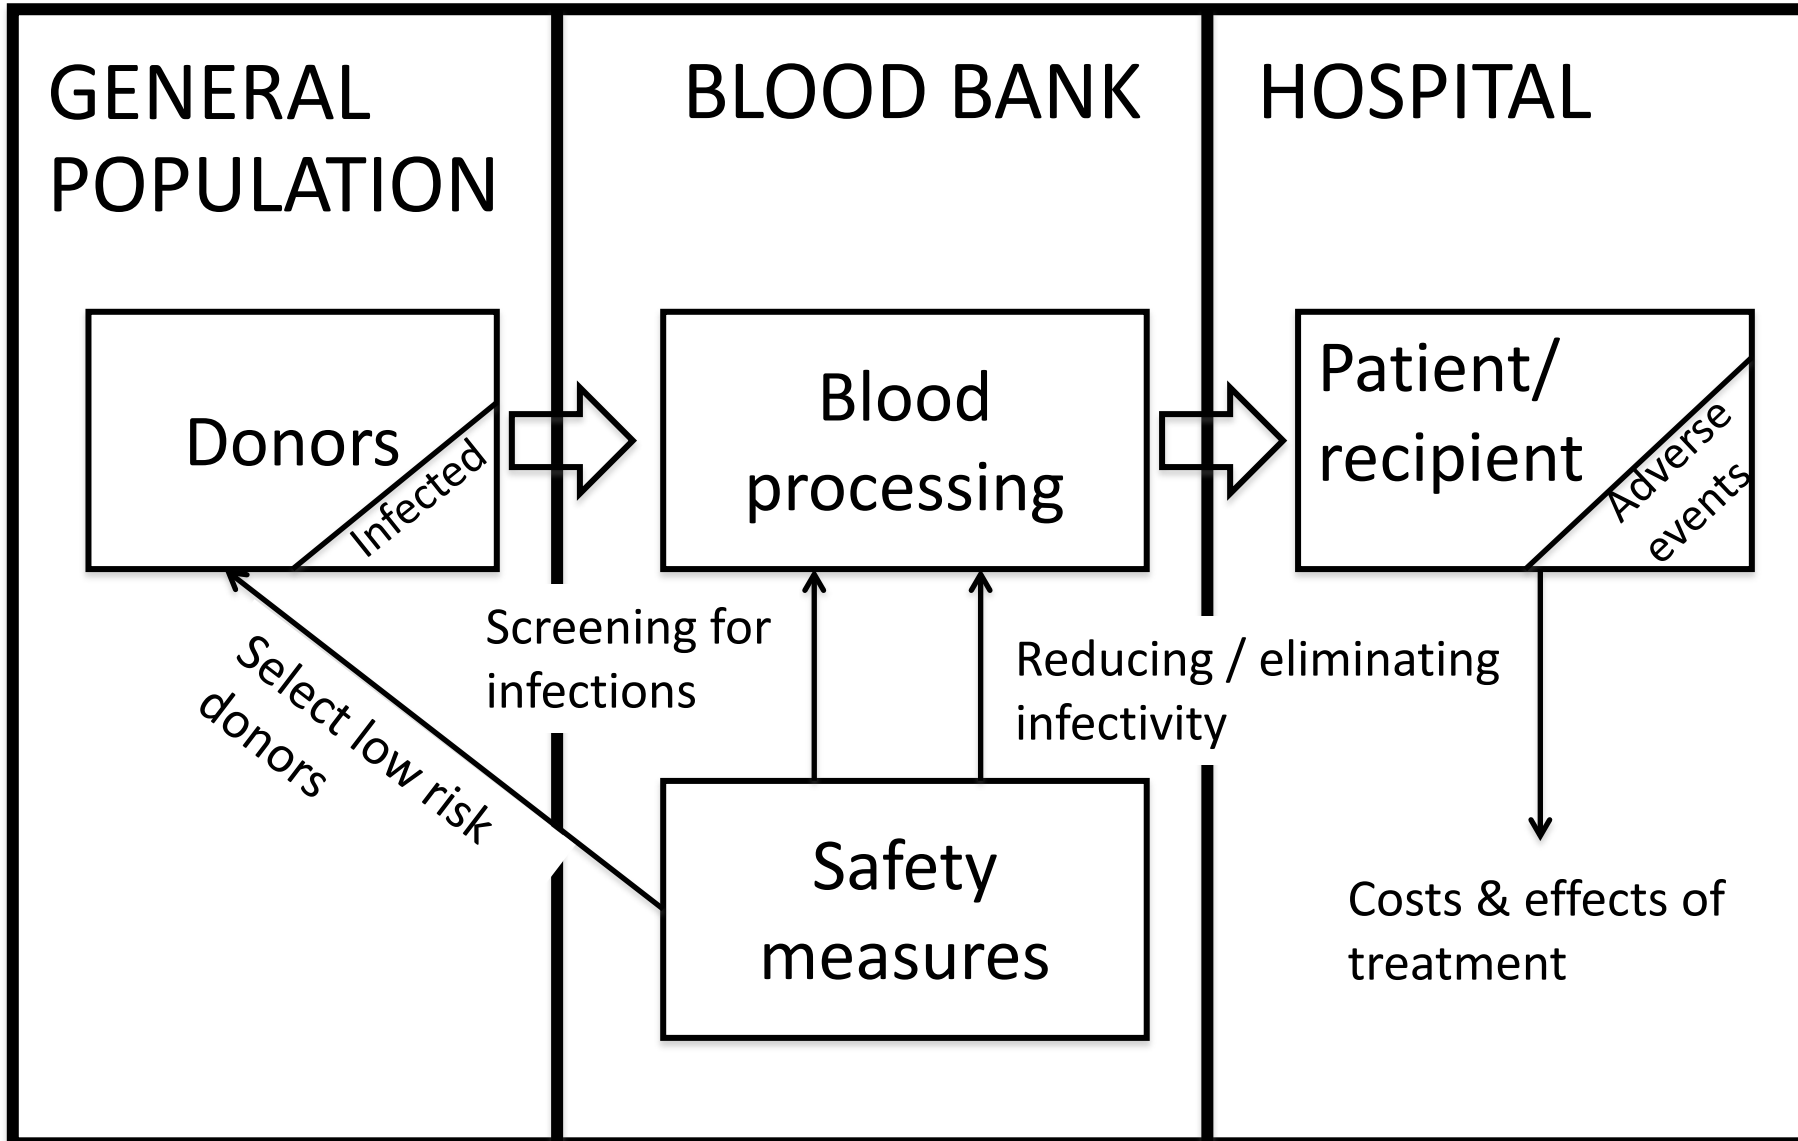 GENERAL
POPULATION
BLOOD BANK
HOSPITAL
Donors
Infected
Blood
processing
Patient/
recipient
Adverse
events
Select low risk
donors
Screening for
infections
Reducing / eliminating
infectivity
Safety
measures
Costs & effects of
treatment